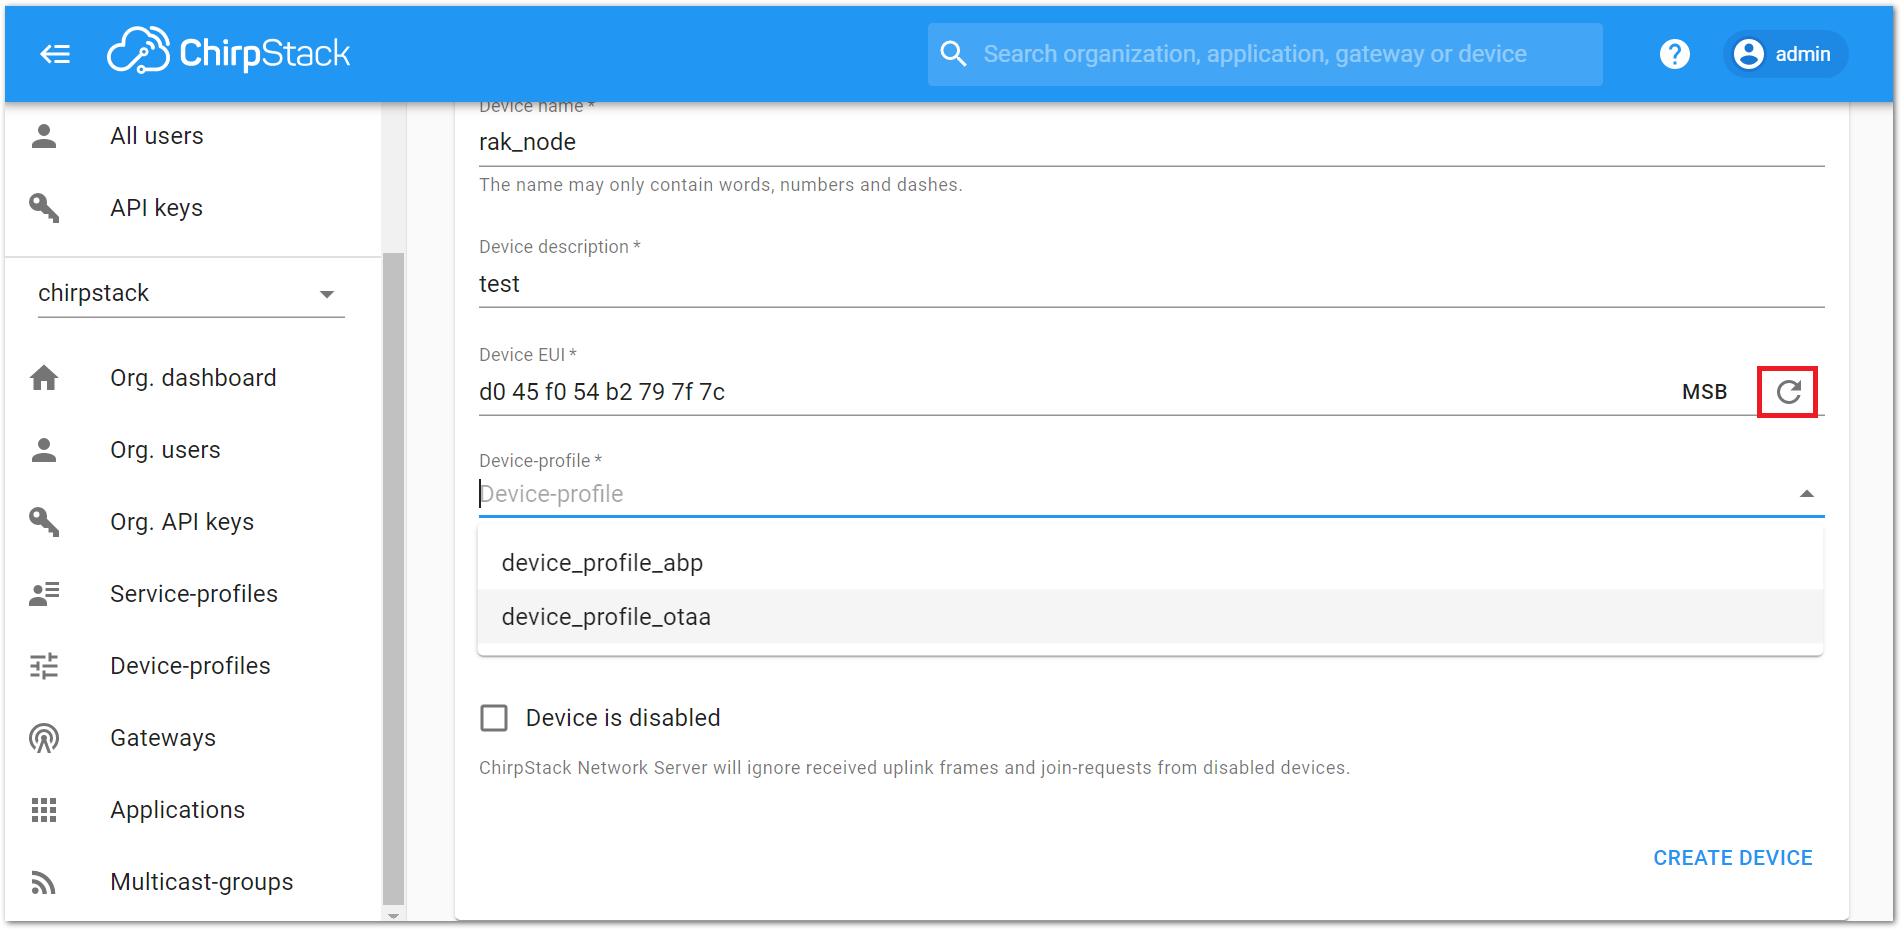 ChirpStack
Search organization, application, gateway or device
?
admin
All users
API keys
chirpstack
Org. dashboard
Org. users
Org. API keys
Service-profiles
Device-profiles
Gateways
Applications
Multicast-groups
Device name *
rak_node
The name may only contain words, numbers and dashes.
Device description *
test
Device EUI *
d0 45 f0 54 b2 79 7f 7c
MSB
Device-profile *
Device-profile
device_profile_abp
device_profile_otaa
Device is disabled
ChirpStack Network Server will ignore received uplink frames and join-requests from disabled devices.
CREATE DEVICE